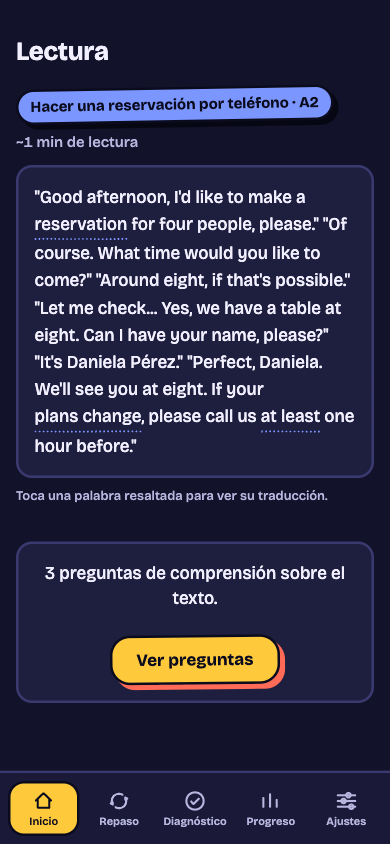 Lectura
Hacer una reservación por teléfono · A2
~1 min de lectura
"Good afternoon, I'd like to make a
reservation for four people, please." "Of
course. What time would you like to
come?" "Around eight, if that's possible."
"Let me check... Yes, we have a table at
eight. Can I have your name, please?"
"It's Daniela Pérez." "Perfect, Daniela.
We'll see you at eight. If your
plans change, please call us at least one
hour before."
Toca una palabra resaltada para ver su traducción.
3 preguntas de comprensión sobre el
texto.
Ver preguntas
Inicio
Repaso
Diagnóstico
Progreso
Ajustes